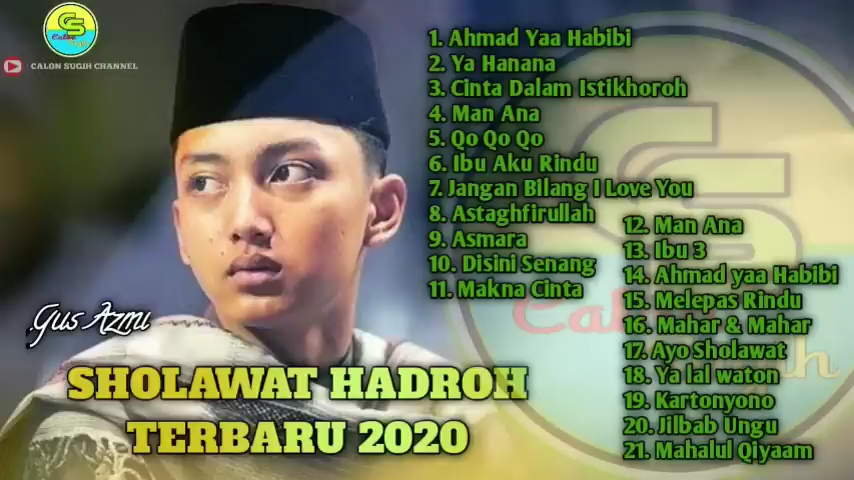 CS
Calon Sugih
CALON SUGIH CHANNEL
1. Ahmad Yaa Habibi
2. Ya Hanana
3. Cinta Dalam Istikhoroh
4. Man Ana
5. Qo Qo Qo
6. Ibu Aku Rindu
7. Jangan Bilang I Love You
8. Astaghfirullah
9. Asmara
10. Disini Senang
11. Makna Cinta
12. Man Ana
13. Ibu 3
14. Ahmad yaa Habibi
15. Melepas Rindu
16. Mahar & Mahar
17. Ayo Sholawat
18. Ya lal waton
19. Kartonyono
20. Jilbab Ungu
21. Mahalul Qiyaam
Gus Azmi
SHOLAWAT HADROH
TERBARU 2020